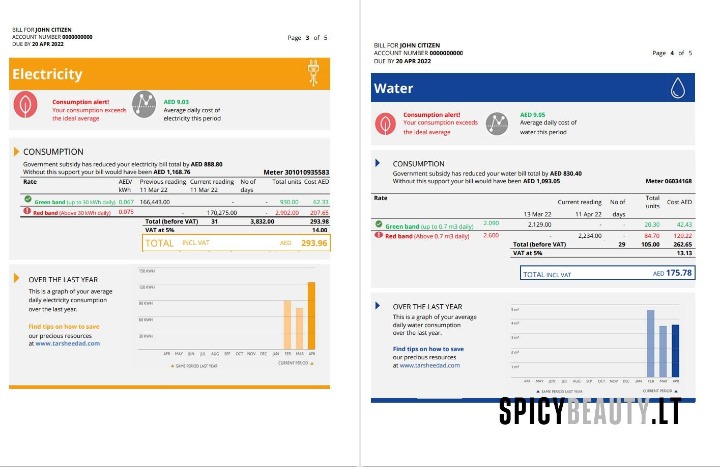 BILL FOR JOHN CITIZEN
ACCOUNT NUMBER 0000000000
DUE BY 20 APR 2022
Page 3 of 5
Electricity
Consumption alert!
Your consumption exceeds
the ideal average
AED 9.03
Average daily cost of
electricity this period
CONSUMPTION
Government subsidy has reduced your electricity bill total by AED 888.80
Without this support your bill would have been AED 1,168.76
Meter 301010935583
Rate AED/ kWh Previous reading 11 Mar 22 Current reading 11 Mar 22 No of days Total units Cost AED
Green band (up to 30 kWh daily) 0.067 166,443.00 - - 930.00 62.33
Red band (Above 30 kWh daily) 0.075 - 170,275.00 - 2,902.00 207.65
Total (before VAT) 31 3,832.00 293.98
VAT at 5% 14.00
TOTAL INCL VAT AED 293.96
OVER THE LAST YEAR
This is a graph of your average
daily electricity consumption
over the last year.
Find tips on how to save
our precious resources
at www.tarsheedad.com
APR MAY JUN JUL AUG SEP OCT NOV DEC JAN FEB MAR APR
SAME PERIOD LAST YEAR
CURRENT PERIOD
BILL FOR JOHN CITIZEN
ACCOUNT NUMBER 0000000000
DUE BY 20 APR 2022
Page 4 of 5
Water
Consumption alert!
Your consumption exceeds
the ideal average
AED 9.05
Average daily cost of
water this period
CONSUMPTION
Government subsidy has reduced your water bill total by AED 830.40
Without this support your bill would have been AED 1,093.05
Meter 06034168
Rate 13 Mar 22 Current reading 11 Apr 22 No of days Total units Cost AED
Green band (up to 0.7 m3 daily) 2.090 2,129.00 - - 20.30 42.43
Red band (Above 0.7 m3 daily) 2.600 - 2,234.00 - 84.70 120.22
Total (before VAT) 29 105.00 262.65
VAT at 5% 13.13
TOTAL INCL VAT AED 175.78
OVER THE LAST YEAR
This is a graph of your average
daily water consumption
over the last year.
Find tips on how to save
our precious resources
at www.tarsheedad.com
APR MAY JUN JUL AUG SEP OCT NOV DEC JAN FEB MAR APR
SAME PERIOD LAST YEAR
CURRENT PERIOD
SPICYBEAUTY.LT